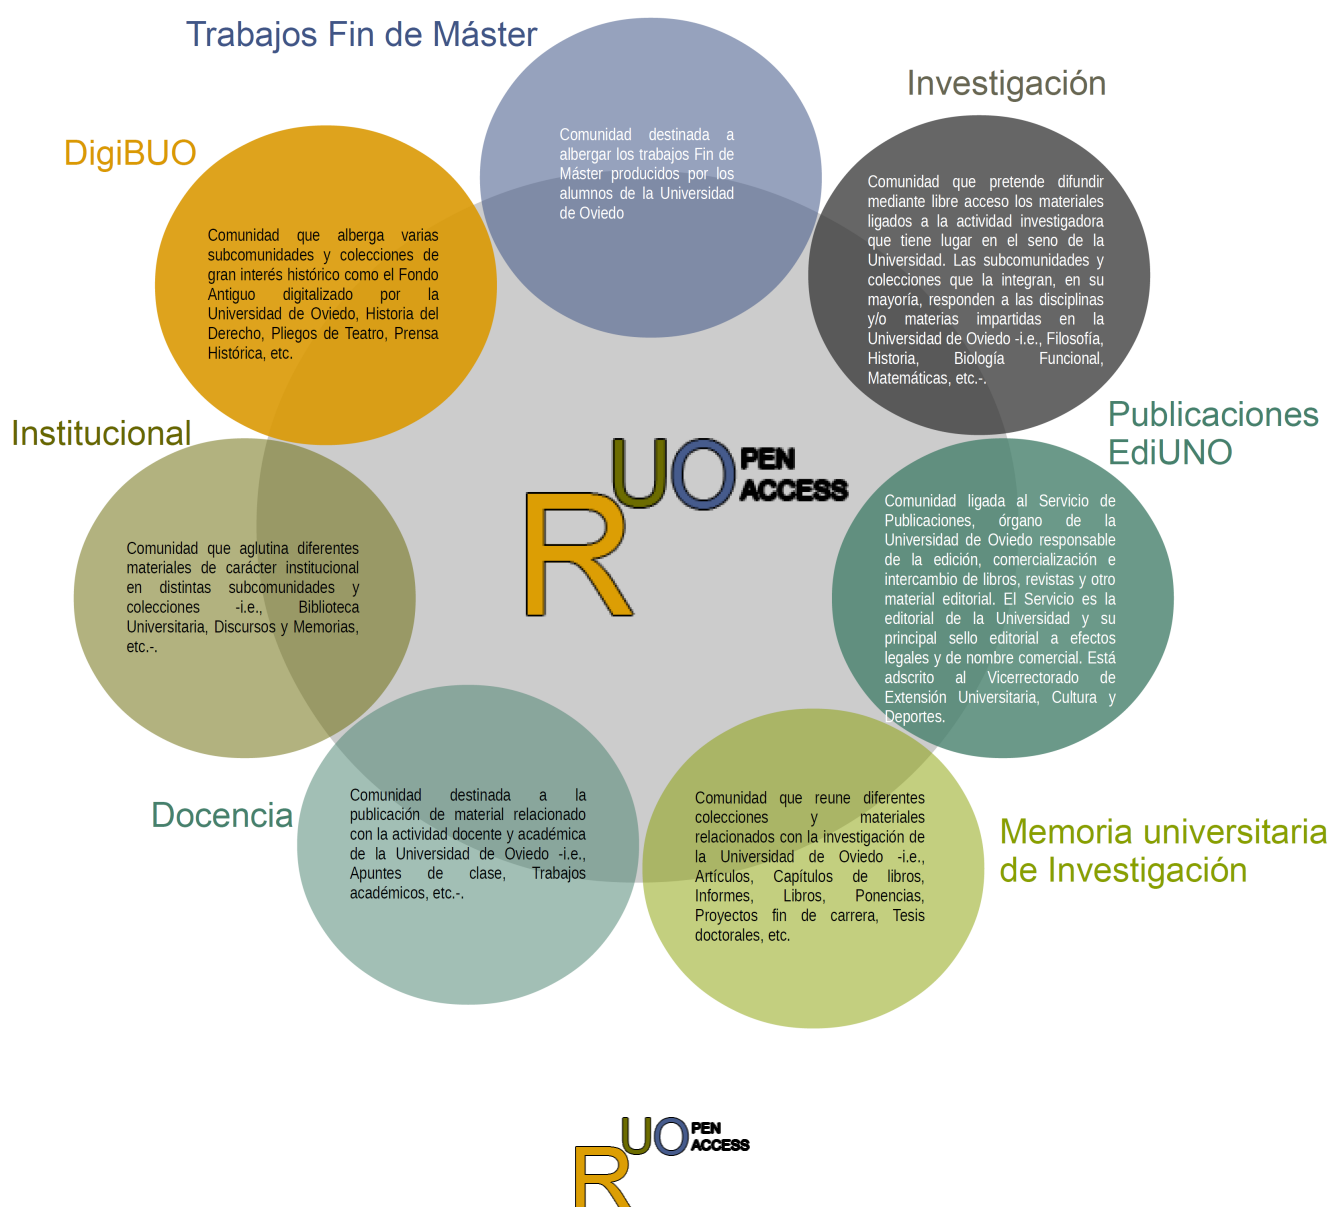 Trabajos Fin de Máster
Comunidad destinada a
albergar los trabajos Fin de
Máster producidos por los
alumnos de la Universidad
de Oviedo
Investigación
Comunidad que pretende difundir
mediante libre acceso los materiales
ligados a la actividad investigadora
que tiene lugar en el seno de la
Universidad. Las subcomunidades y
colecciones que la integran, en su
mayoría, responden a las disciplinas
y/o materias impartidas en la
Universidad de Oviedo -i.e., Filosofía,
Historia, Biología Funcional,
Matemáticas, etc.-.
DigiBUO
Comunidad que alberga varias
subcomunidades y colecciones de
gran interés histórico como el Fondo
Antiguo digitalizado por la
Universidad de Oviedo, Historia del
Derecho, Pliegos de Teatro, Prensa
Histórica, etc.
Publicaciones
EdiUNO
Comunidad ligada al Servicio de
Publicaciones, órgano de la
Universidad de Oviedo responsable
de la edición, comercialización e
intercambio de libros, revistas y otro
material editorial. El Servicio es la
editorial de la Universidad y su
principal sello editorial a efectos
legales y de nombre comercial. Está
adscrito al Vicerrectorado de
Extensión Universitaria, Cultura y
Deportes.
Institucional
Comunidad que aglutina diferentes
materiales de carácter institucional
en distintas subcomunidades y
colecciones -i.e., Biblioteca
Universitaria, Discursos y Memorias,
etc.-.
RUOPEN
ACCESS
Docencia
Comunidad destinada a la
publicación de material relacionado
con la actividad docente y académica
de la Universidad de Oviedo -i.e.,
Apuntes de clase, Trabajos
académicos, etc.-.
Memoria universitaria
de Investigación
Comunidad que reune diferentes
colecciones y materiales
relacionados con la investigación de
la Universidad de Oviedo -i.e.,
Artículos, Capítulos de libros,
Informes, Libros, Ponencias,
Proyectos fin de carrera, Tesis
doctorales, etc.
RUOPEN
ACCESS